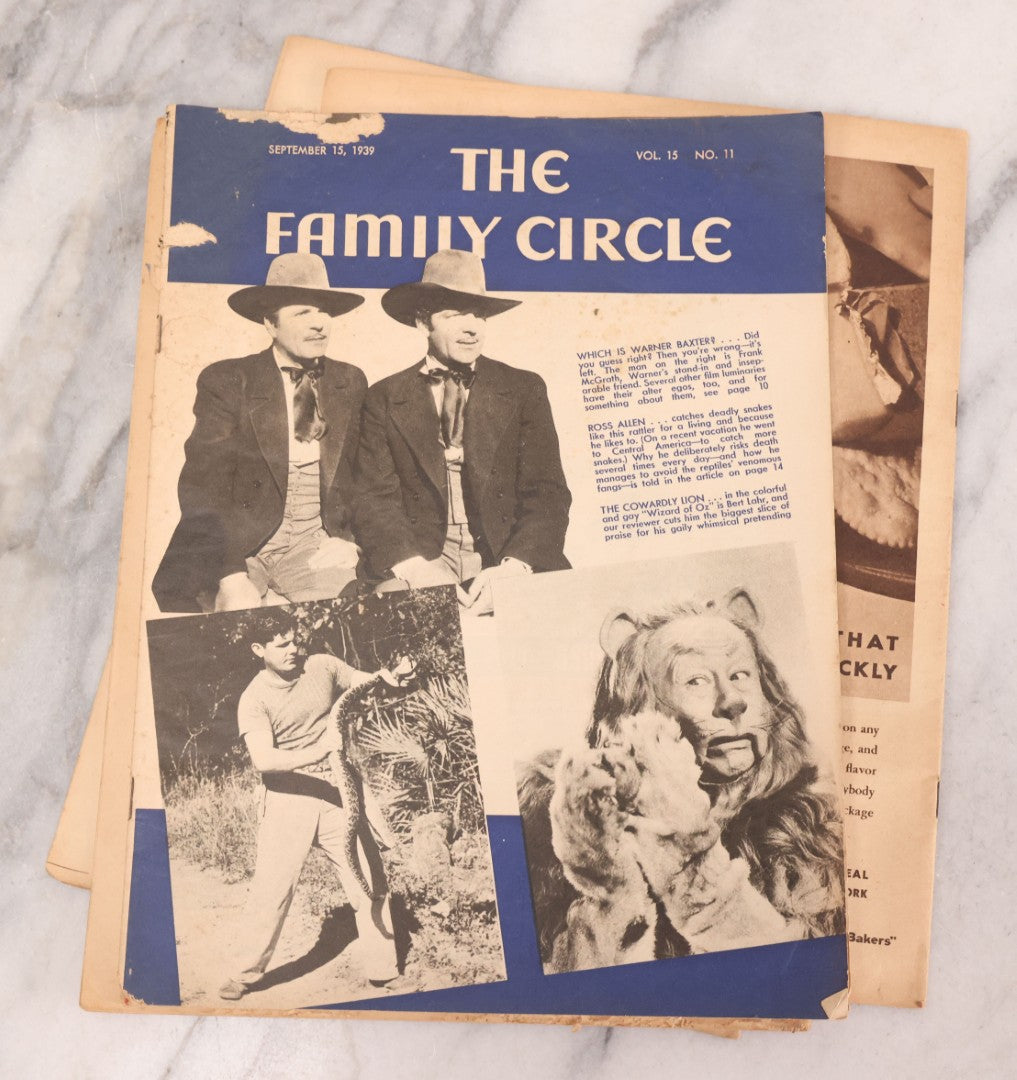 SEPTEMBER 15, 1939
VOL. 15 NO. 11
THE
FAMILY CIRCLE
WHICH IS WARNER BAXTER? . . . Did
you guess right? Then you're wrong—it's
left. The man on the right is Frank
McGrath, Warner's stand-in and insep-
arable friend. Several other film luminaries
have their alter egos, too, and for
something about them, see page 10
ROSS ALLEN . . . catches deadly snakes
like this rattler for a living and because
he likes to. (On a recent vacation he went
to Central America—to catch more
snakes.) Why he deliberately risks death
several times every day—and how he
manages to avoid the reptiles' venomous
fangs—is told in the article on page 14
THE COWARDLY LION . . . in the colorful
and gay "Wizard of Oz" is Bert Lahr, and
our reviewer cuts him the biggest slice of
praise for his gaily whimsical pretending
THAT
CKLY
on any
e, and
flavor
ybody
ckage
EAL
ORK
Bakers"